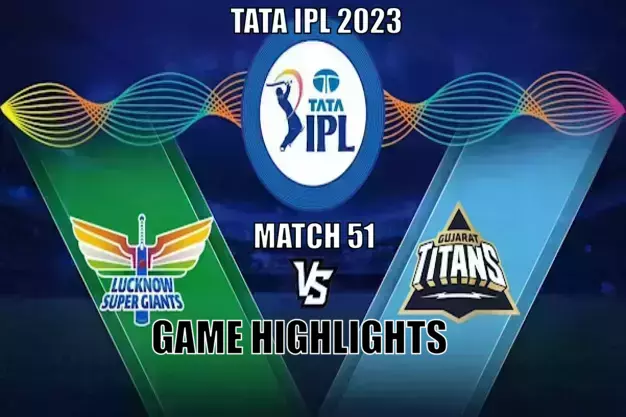 TATA IPL 2023
TATA
IPL
MATCH 51
VS
LUCKNOW
SUPER GIANTS
GUJARAT
TITANS
GAME HIGHLIGHTS